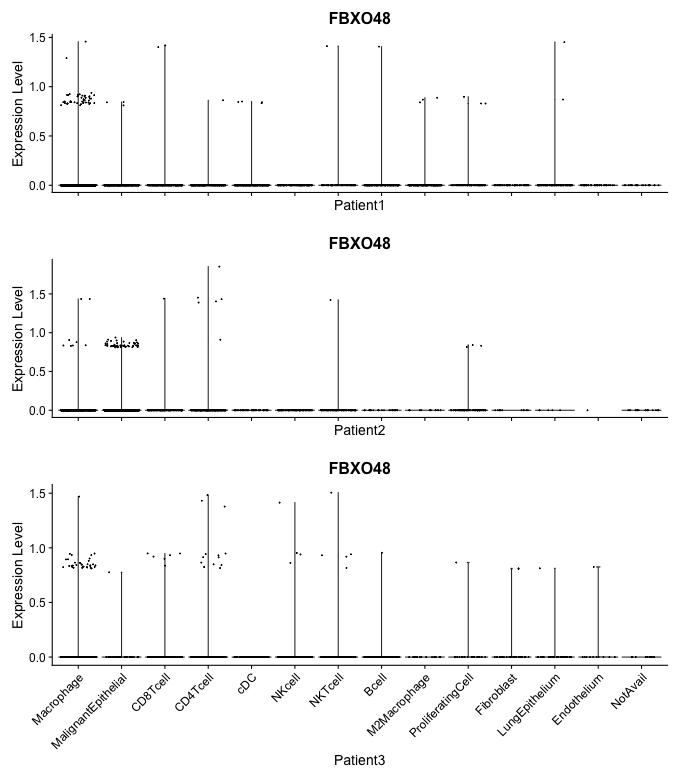 FBXO48
Expression Level
1.5
1.0
0.5
0.0
Patient1
FBXO48
Expression Level
1.5
1.0
0.5
0.0
Patient2
FBXO48
Expression Level
1.5
1.0
0.5
0.0
Macrophage
MalignantEpithelial
CD8Tcell
CD4Tcell
cDC
NKcell
NKTcell
Bcell
M2Macrophage
ProliferatingCell
Fibroblast
LungEpithelium
Endothelium
NotAvail
Patient3